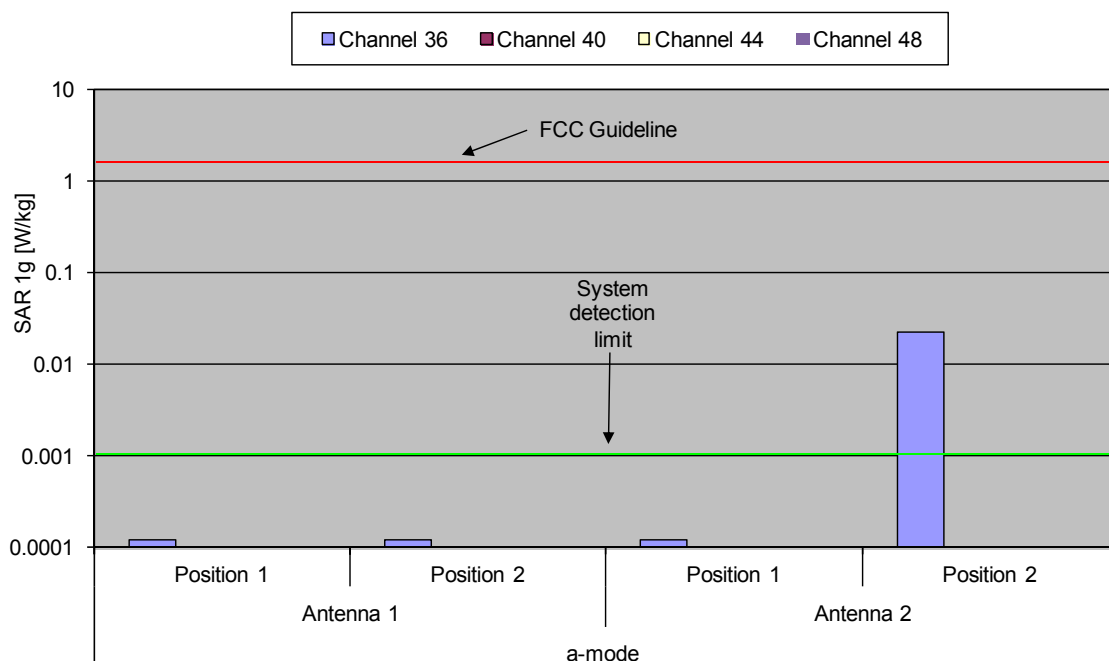 Channel 36 Channel 40 Channel 44 Channel 48
10
FCC Guideline
1
SAR 1g [W/kg]
0.1
System
detection
limit
0.01
0.001
0.0001
Position 1 Position 2 Position 1 Position 2
Antenna 1 Antenna 2
a-mode